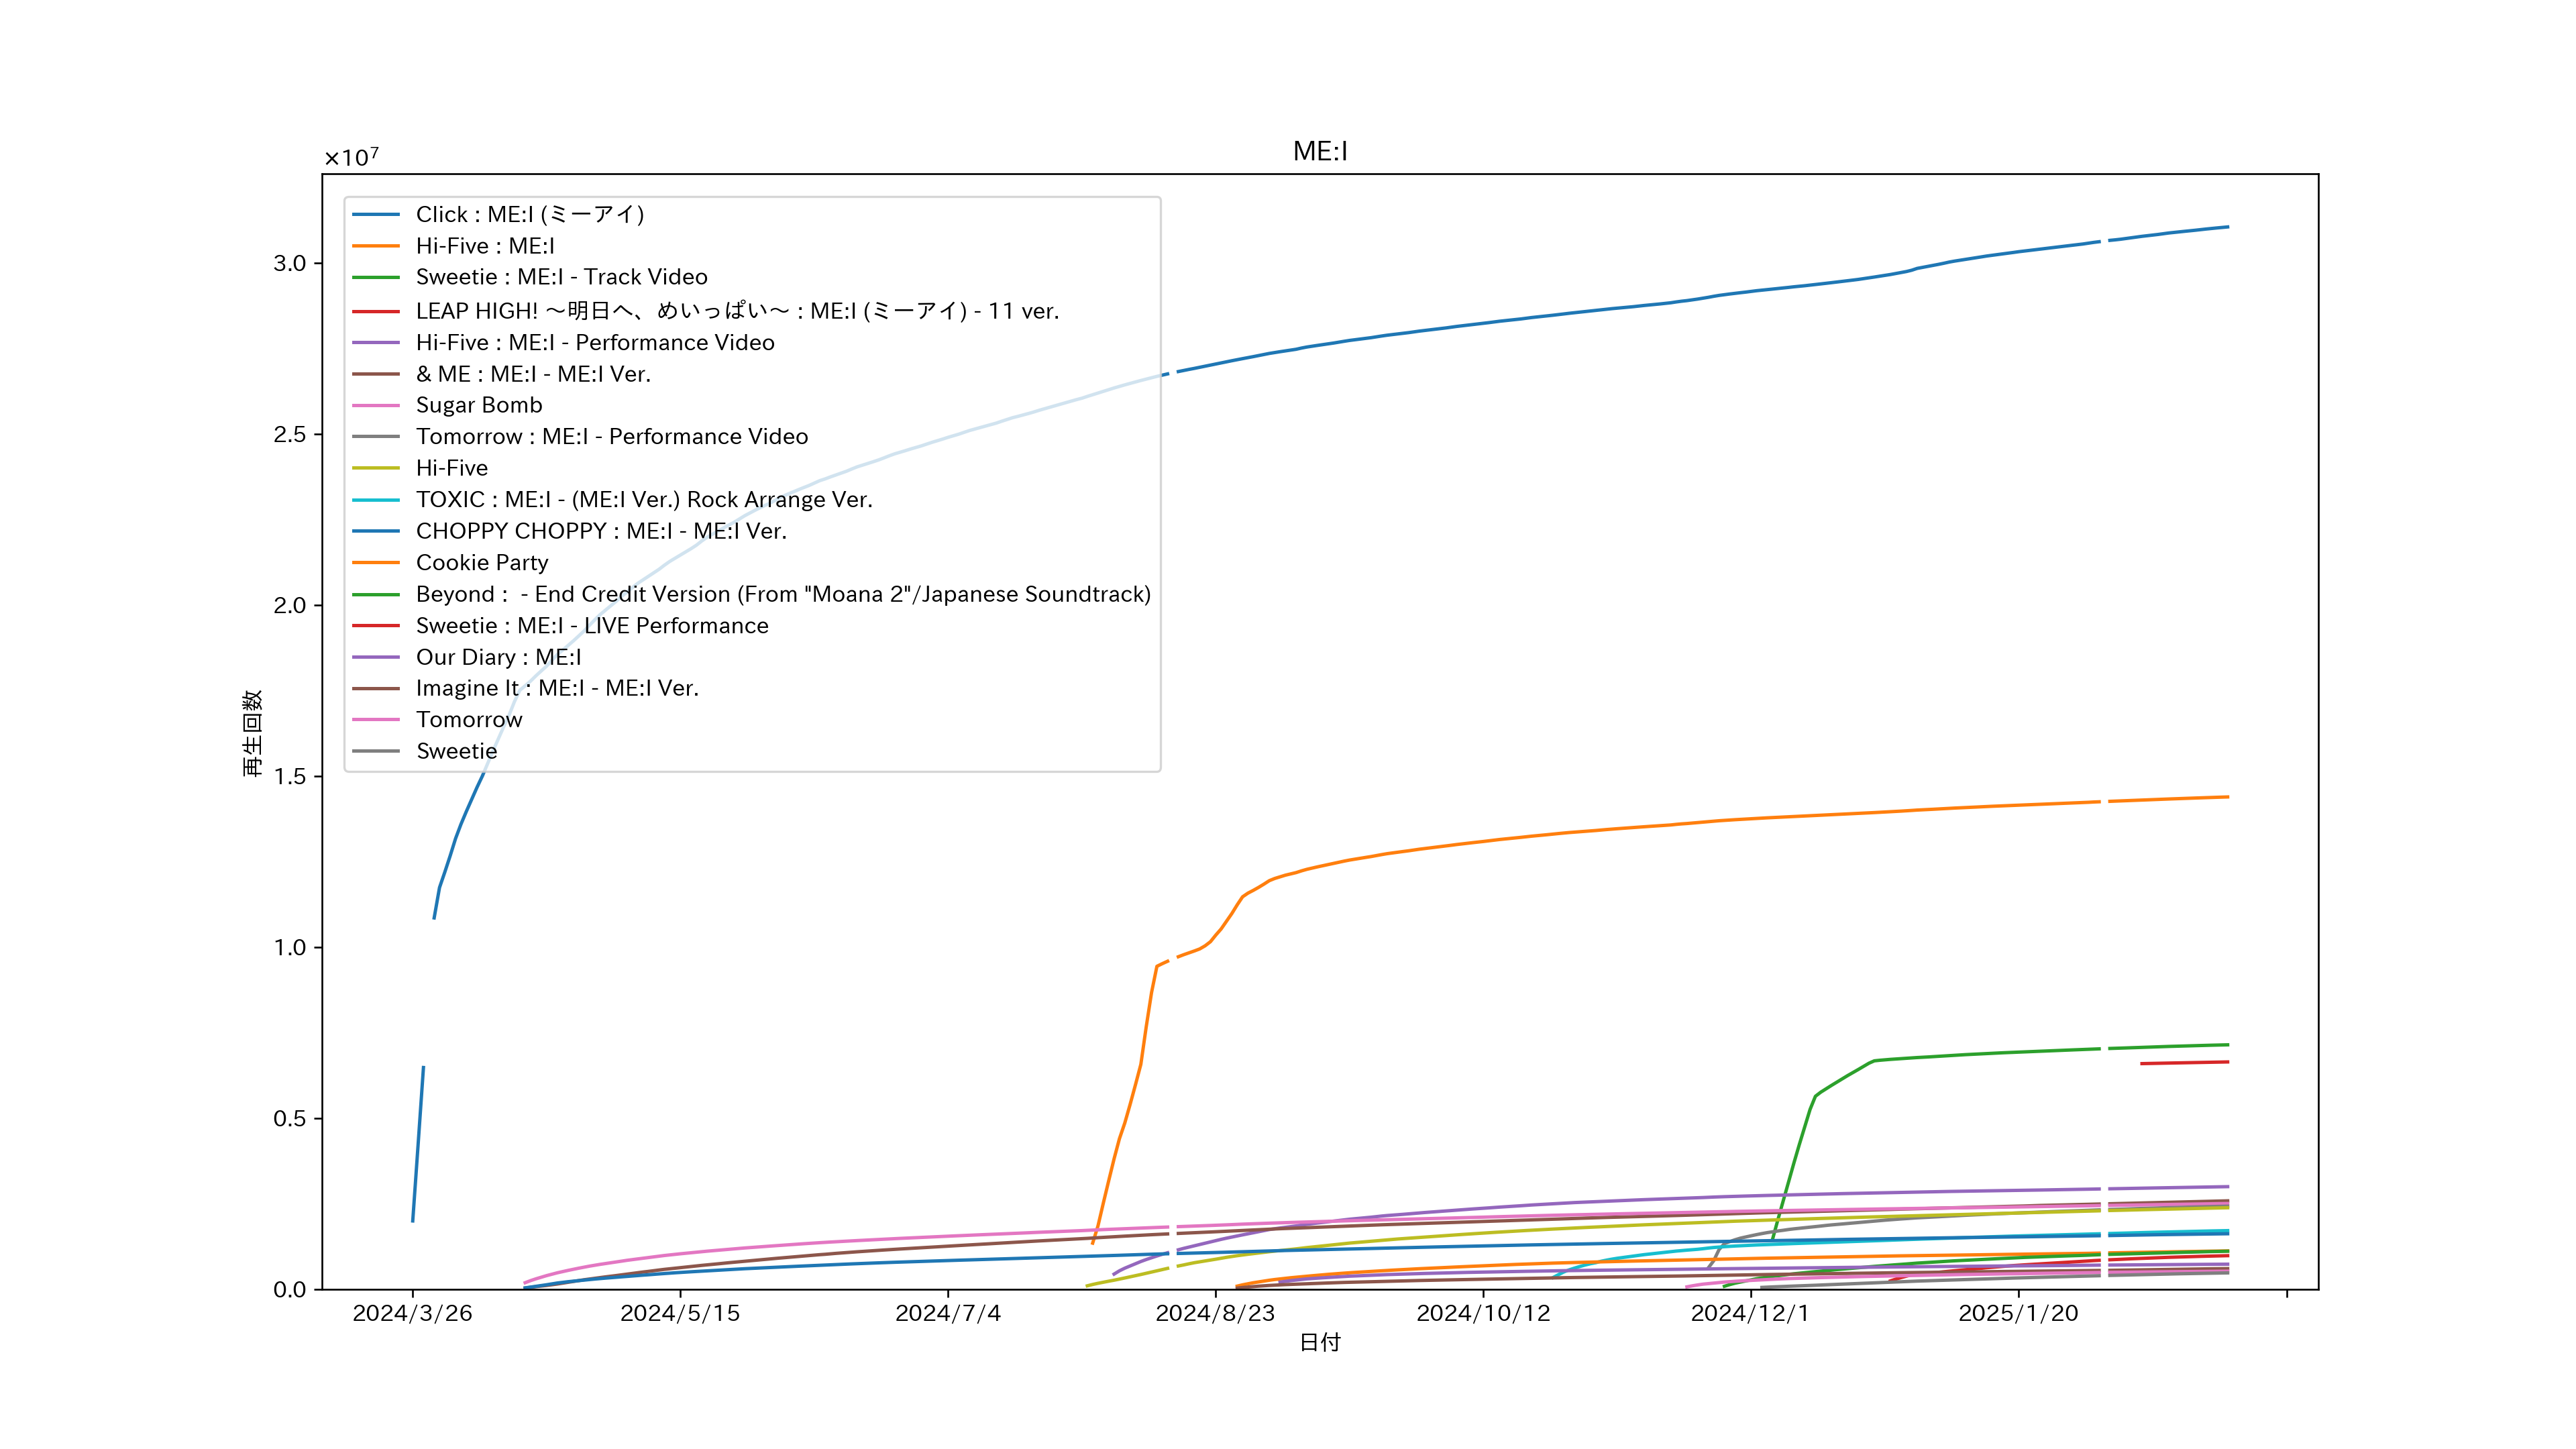 ME:I
×10⁷
Click : ME:I (ミーアイ)
Hi-Five : ME:I
Sweetie : ME:I - Track Video
LEAP HIGH! 〜明日へ、めいっぱい〜 : ME:I (ミーアイ) - 11 ver.
Hi-Five : ME:I - Performance Video
& ME : ME:I - ME:I Ver.
Sugar Bomb
Tomorrow : ME:I - Performance Video
Hi-Five
TOXIC : ME:I - (ME:I Ver.) Rock Arrange Ver.
CHOPPY CHOPPY : ME:I - ME:I Ver.
Cookie Party
Beyond :  - End Credit Version (From "Moana 2"/Japanese Soundtrack)
Sweetie : ME:I - LIVE Performance
Our Diary : ME:I
Imagine It : ME:I - ME:I Ver.
Tomorrow
Sweetie
3.0
2.5
2.0
1.5
1.0
0.5
0.0
再生回数
2024/3/26 2024/5/15 2024/7/4 2024/8/23 2024/10/12 2024/12/1 2025/1/20
日付